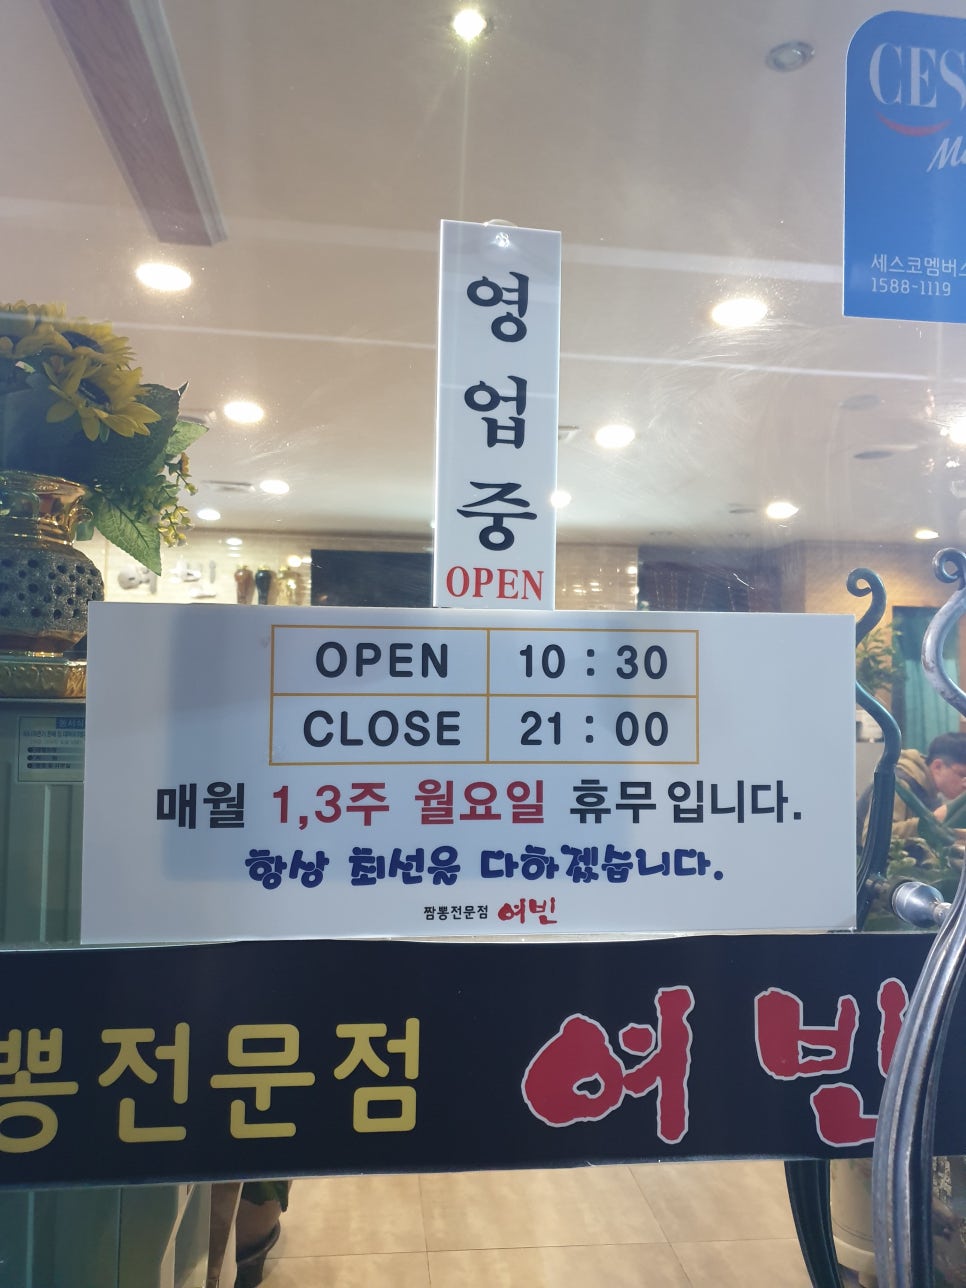 세스코멤버스
1588-1119
영
업
중
OPEN
OPEN 10 : 30
CLOSE 21 : 00
매월 1,3주 월요일 휴무입니다.
항상 최선을 다하겠습니다.
짬뽕전문점 여빈
뽕전문점 여빈